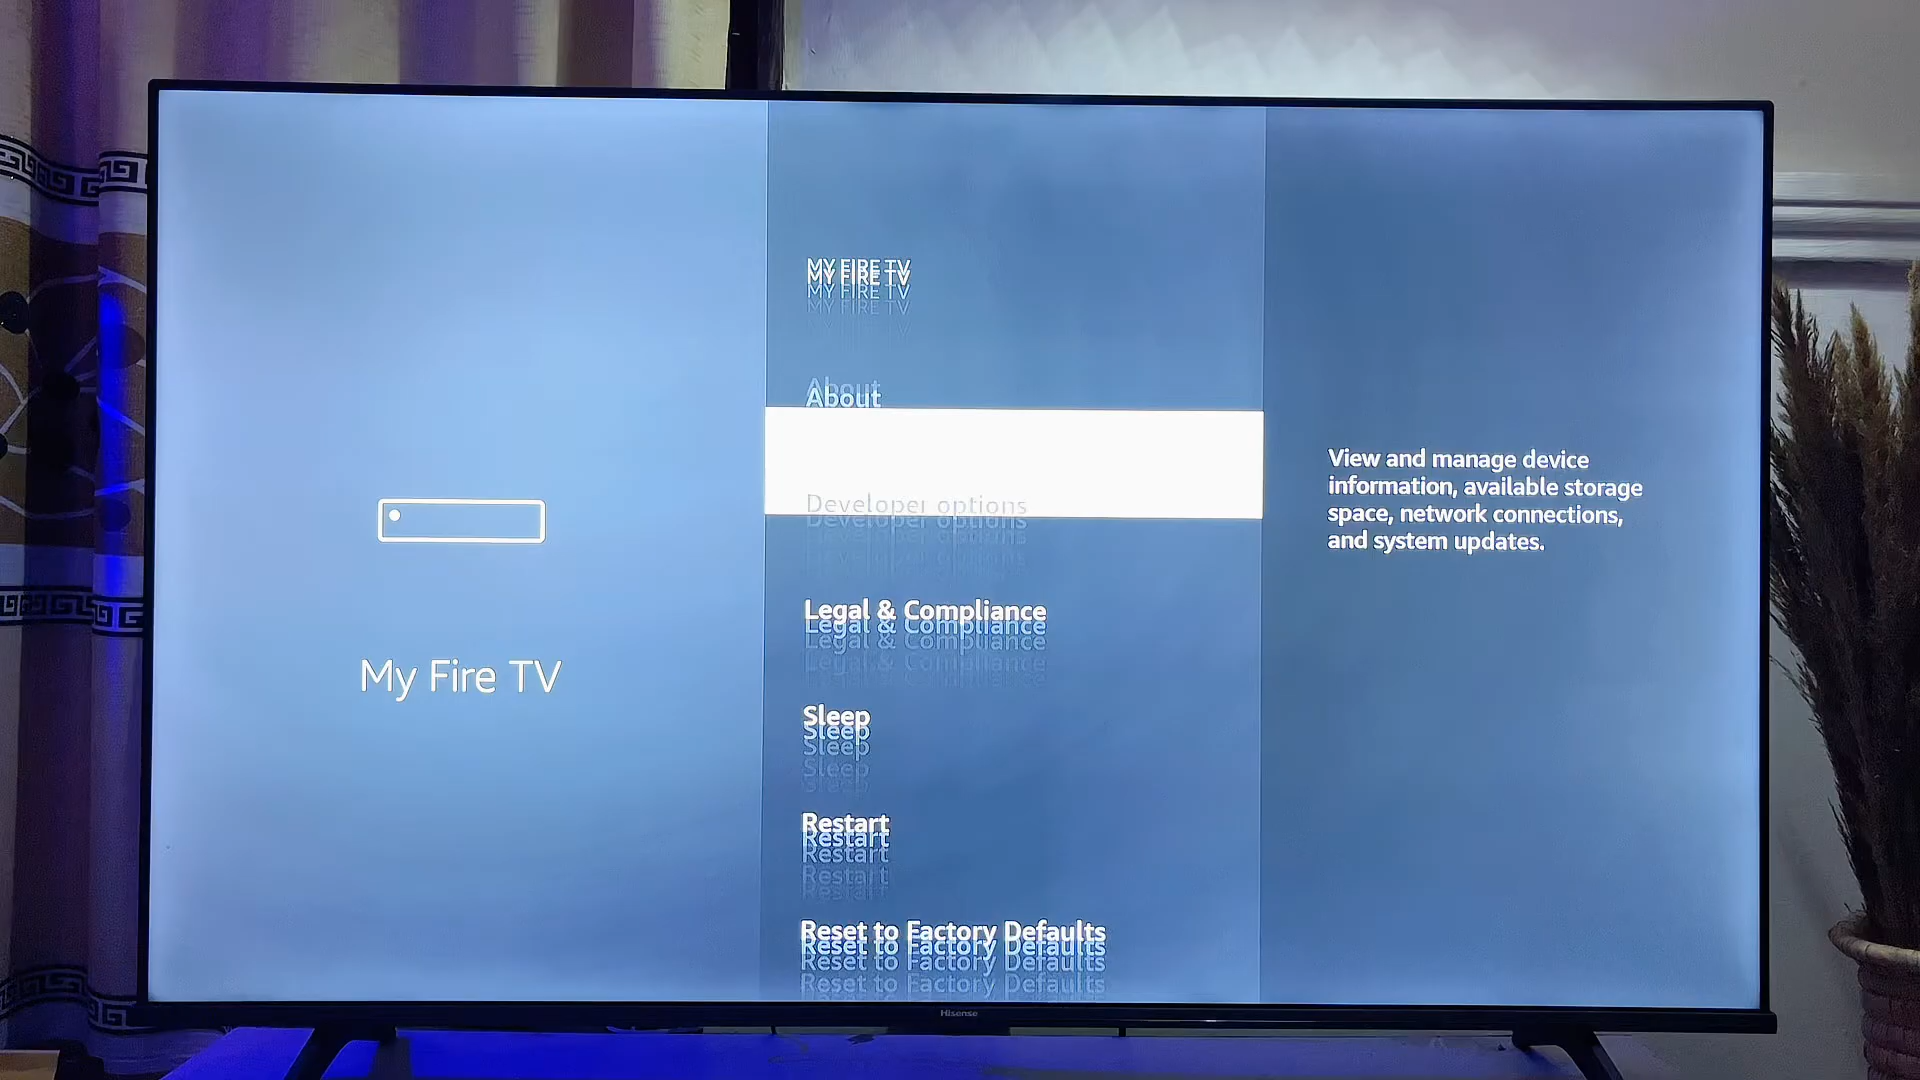 MY FIRE TV
About
Developer options
Legal & Compliance
Sleep
Restart
Reset to Factory Defaults
My Fire TV
View and manage device
information, available storage
space, network connections,
and system updates.
Hisense